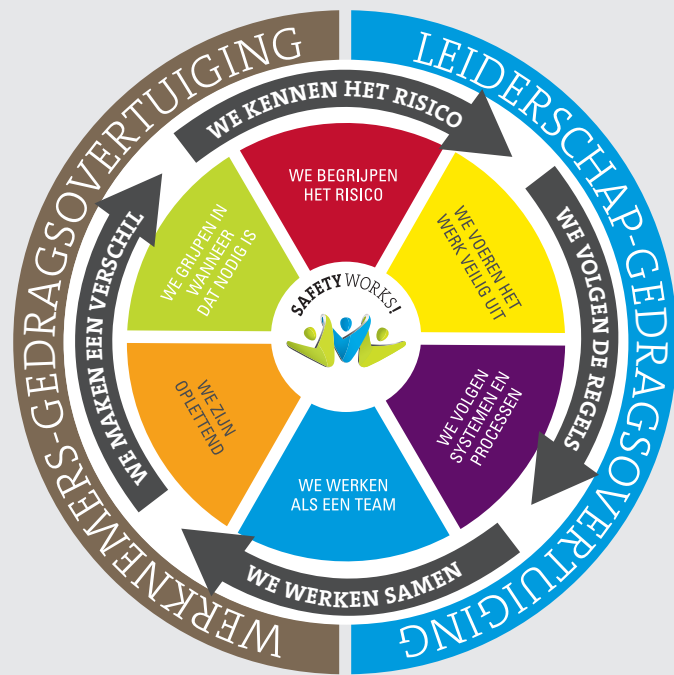 WERKNEMERS-GEDRAGSOVERTUIGING
LEIDERSCHAP-GEDRAGSOVERTUIGING
WE KENNEN HET RISICO
WE VOLGEN DE REGELS
WE WERKEN SAMEN
WE MAKEN EEN VERSCHIL
WE BEGRIJPEN
HET RISICO
WE VOEREN HET
WERK VEILIG UIT
WE VOLGEN
SYSTEMEN EN
PROCESSEN
WE WERKEN
ALS EEN TEAM
WE ZIJN
OPLETTEND
WE GRIJPEN IN
WANNEER
DAT NODIG IS
SAFETY WORKS!